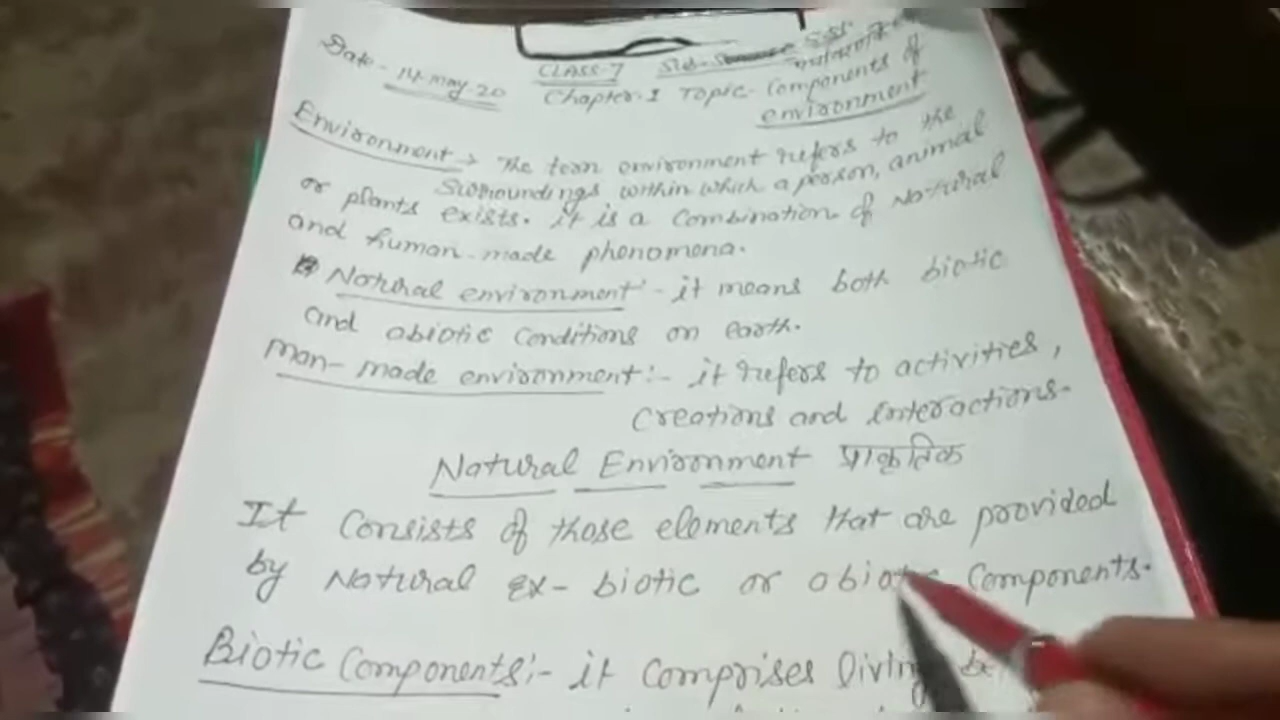 Date - 14-may-20 CLASS-7 Sub- S.St.
Chapter-1 Topic- Components of
environment
Environment → The term environment refers to the
surroundings within which a person, animal
or plants exists. it is a combination of Natural
and human-made phenomena.
Natural environment :- it means both biotic
and abiotic conditions on earth.
Man-made environment :- it refers to activities,
creations and interactions-
Natural Environment प्राकृतिक
It consists of those elements that are provided
by Natural ex- biotic or abiotic components.
Biotic Components :- it comprises living